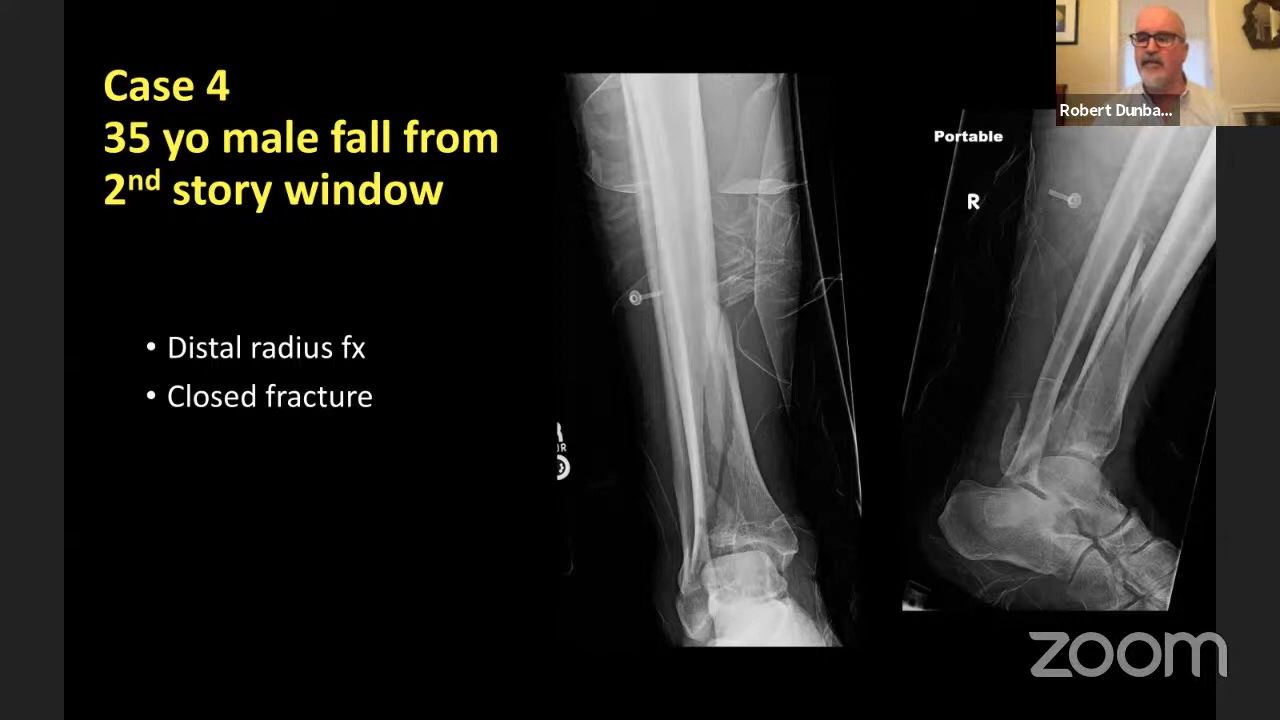 Case 4
35 yo male fall from
2nd story window
• Distal radius fx
• Closed fracture
Portable
R
Robert Dunba...
zoom